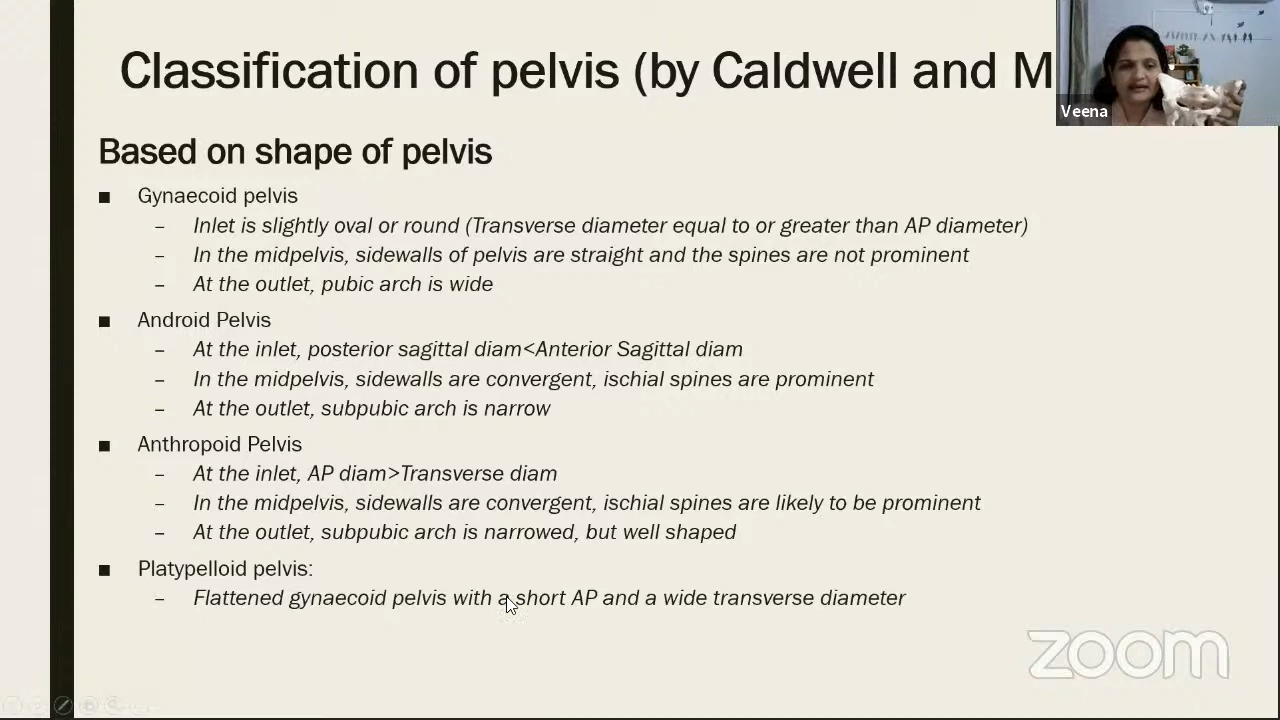 Classification of pelvis (by Caldwell and M
Veena
Based on shape of pelvis
■ Gynaecoid pelvis
– Inlet is slightly oval or round (Transverse diameter equal to or greater than AP diameter)
– In the midpelvis, sidewalls of pelvis are straight and the spines are not prominent
– At the outlet, pubic arch is wide
■ Android Pelvis
– At the inlet, posterior sagittal diam<Anterior Sagittal diam
– In the midpelvis, sidewalls are convergent, ischial spines are prominent
– At the outlet, subpubic arch is narrow
■ Anthropoid Pelvis
– At the inlet, AP diam>Transverse diam
– In the midpelvis, sidewalls are convergent, ischial spines are likely to be prominent
– At the outlet, subpubic arch is narrowed, but well shaped
■ Platypelloid pelvis:
– Flattened gynaecoid pelvis with a short AP and a wide transverse diameter
zoom